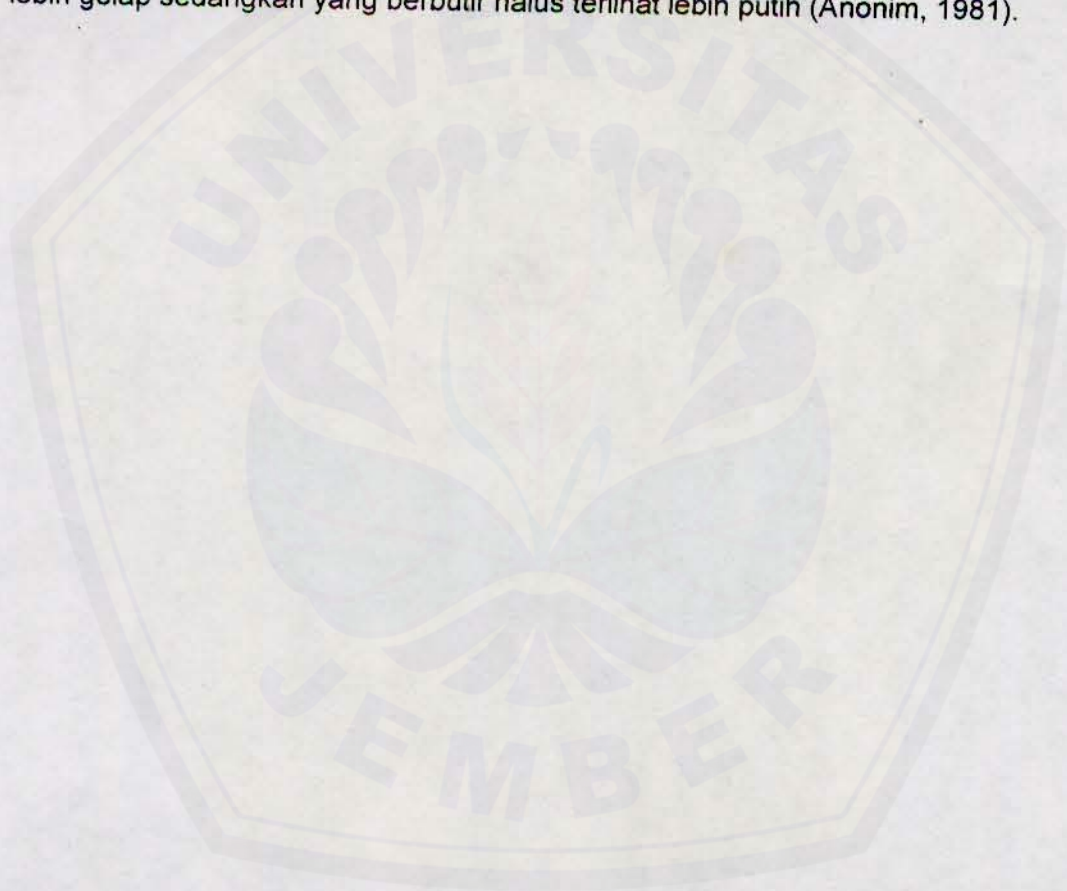 lebih gelap sedangkan yang berbutir halus terlihat lebih putih (Anonim, 1981).
UNIVERSITAS
JEMBER